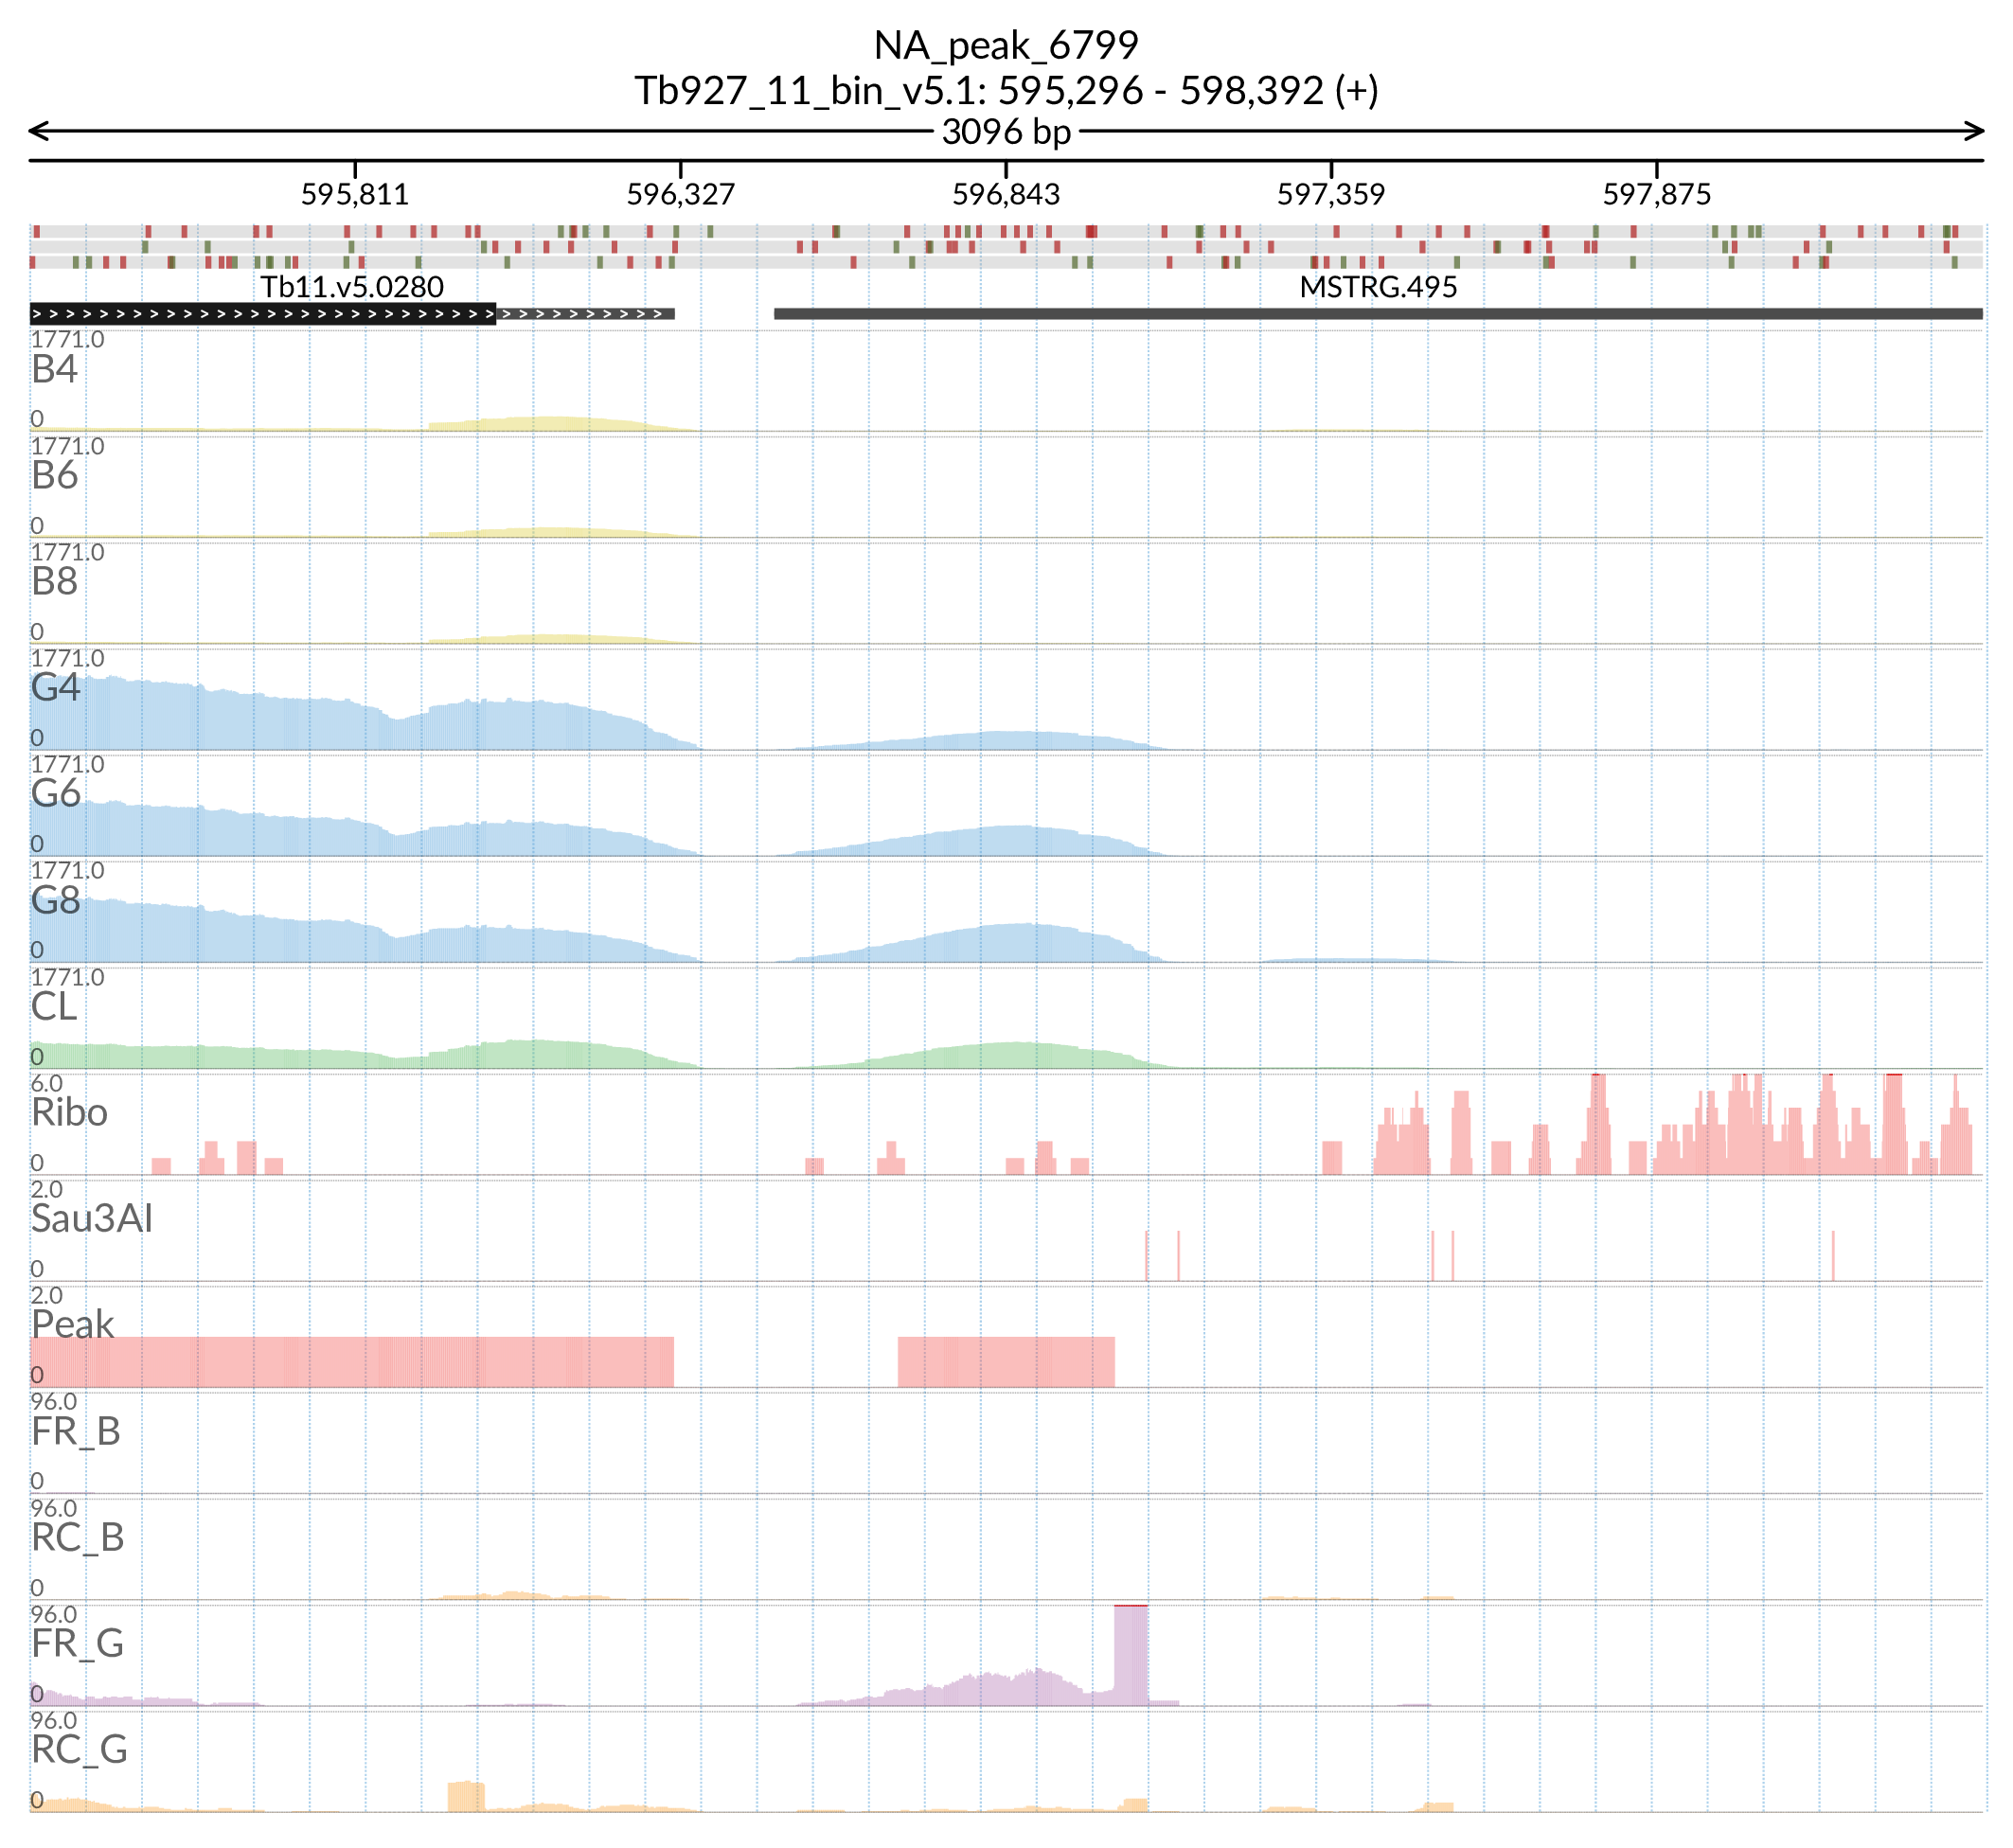 NA_peak_6799
Tb927_11_bin_v5.1: 595,296 - 598,392 (+)
3096 bp
595,811 596,327 596,843 597,359 597,875
Tb11.v5.0280 MSTRG.495
1771.0
B4
0
1771.0
B6
0
1771.0
B8
0
1771.0
G4
0
1771.0
G6
0
1771.0
G8
0
1771.0
CL
0
6.0
Ribo
0
2.0
Sau3AI
0
2.0
Peak
0
96.0
FR_B
0
96.0
RC_B
0
96.0
FR_G
0
96.0
RC_G
0